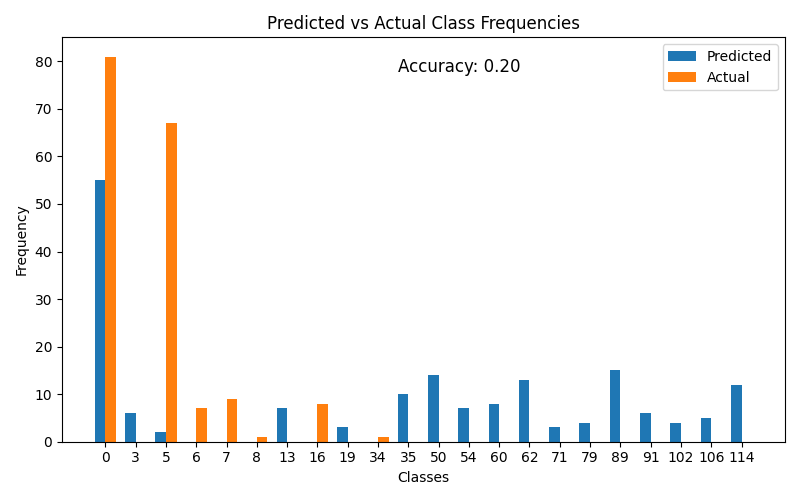 Predicted vs Actual Class Frequencies
Accuracy: 0.20
Predicted
Actual
Frequency
80
70
60
50
40
30
20
10
0
0 3 5 6 7 8 13 16 19 34 35 50 54 60 62 71 79 89 91 102 106 114
Classes